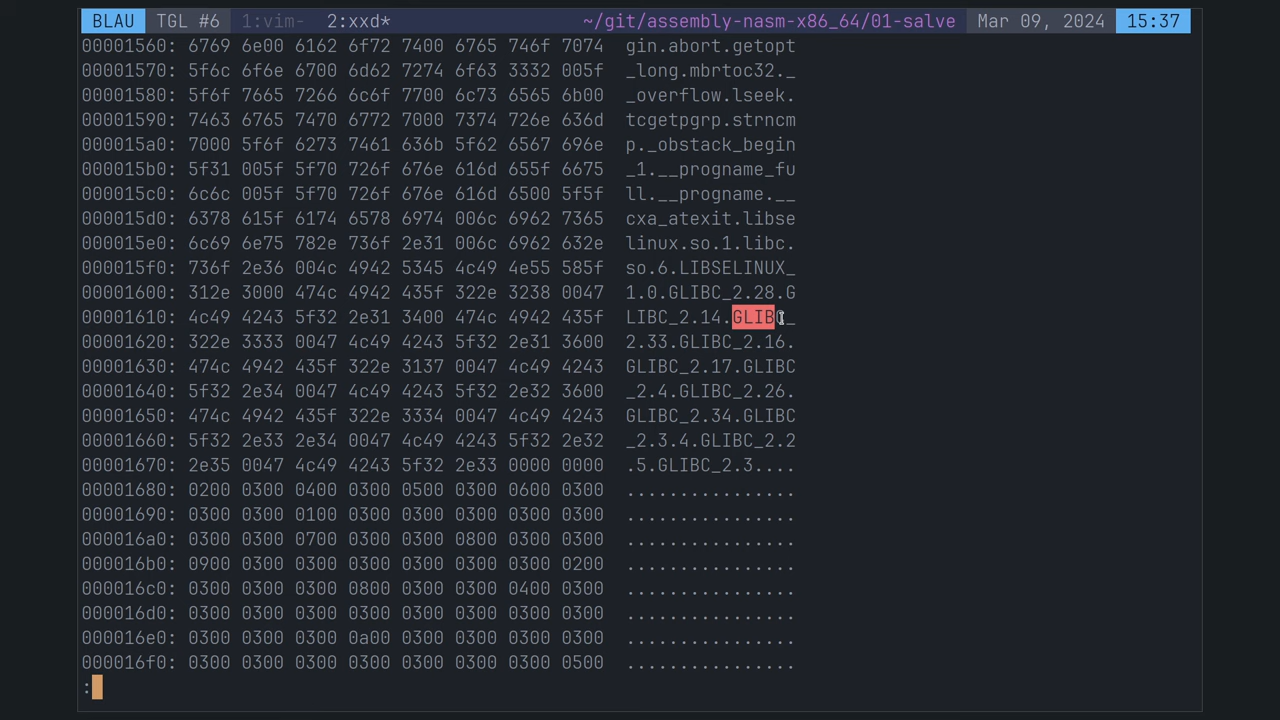 BLAU TGL #6 1:vim- 2:xxd* ~/git/assembly-nasm-x86_64/01-salve Mar 09, 2024 15:37
00001560: 6769 6e00 6162 6f72 7400 6765 746f 7074 gin.abort.getopt
00001570: 5f6c 6f6e 6700 6d62 7274 6f63 3332 005f _long.mbrtoc32._
00001580: 5f6f 7665 7266 6c6f 7700 6c73 6565 6b00 _overflow.lseek.
00001590: 7463 6765 7470 6772 7000 7374 726e 636d tcgetpgrp.strncm
000015a0: 7000 5f6f 6273 7461 636b 5f62 6567 696e p._obstack_begin
000015b0: 5f31 005f 5f70 726f 676e 616d 655f 6675 _1.__progname_fu
000015c0: 6c6c 005f 5f70 726f 676e 616d 6500 5f5f ll.__progname.__
000015d0: 6378 615f 6174 6578 6974 006c 6962 7365 cxa_atexit.libse
000015e0: 6c69 6e75 782e 736f 2e31 006c 6962 632e linux.so.1.libc.
000015f0: 736f 2e36 004c 4942 5345 4c49 4e55 585f so.6.LIBSELINUX_
00001600: 312e 3000 474c 4942 435f 322e 3238 0047 1.0.GLIBC_2.28.G
00001610: 4c49 4243 5f32 2e31 3400 474c 4942 435f LIBC_2.14.GLIBC_
00001620: 322e 3333 0047 4c49 4243 5f32 2e31 3600 2.33.GLIBC_2.16.
00001630: 474c 4942 435f 322e 3137 0047 4c49 4243 GLIBC_2.17.GLIBC
00001640: 5f32 2e34 0047 4c49 4243 5f32 2e32 3600 _2.4.GLIBC_2.26.
00001650: 474c 4942 435f 322e 3334 0047 4c49 4243 GLIBC_2.34.GLIBC
00001660: 5f32 2e33 2e34 0047 4c49 4243 5f32 2e32 _2.3.4.GLIBC_2.2
00001670: 2e35 0047 4c49 4243 5f32 2e33 0000 0000 .5.GLIBC_2.3....
00001680: 0200 0300 0400 0300 0500 0300 0600 0300 ................
00001690: 0300 0300 0100 0300 0300 0300 0300 0300 ................
000016a0: 0300 0300 0700 0300 0300 0800 0300 0300 ................
000016b0: 0900 0300 0300 0300 0300 0300 0300 0200 ................
000016c0: 0300 0300 0300 0800 0300 0300 0400 0300 ................
000016d0: 0300 0300 0300 0300 0300 0300 0300 0300 ................
000016e0: 0300 0300 0300 0a00 0300 0300 0300 0300 ................
000016f0: 0300 0300 0300 0300 0300 0300 0300 0500 ................
: